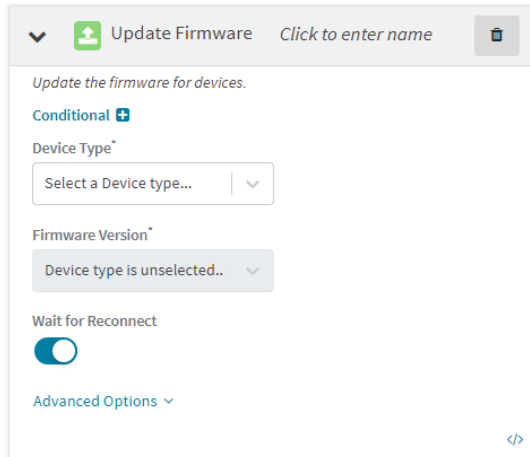 Update Firmware Click to enter name
Update the firmware for devices.
Conditional
Device Type*
Select a Device type...
Firmware Version*
Device type is unselected..
Wait for Reconnect
Advanced Options
</>